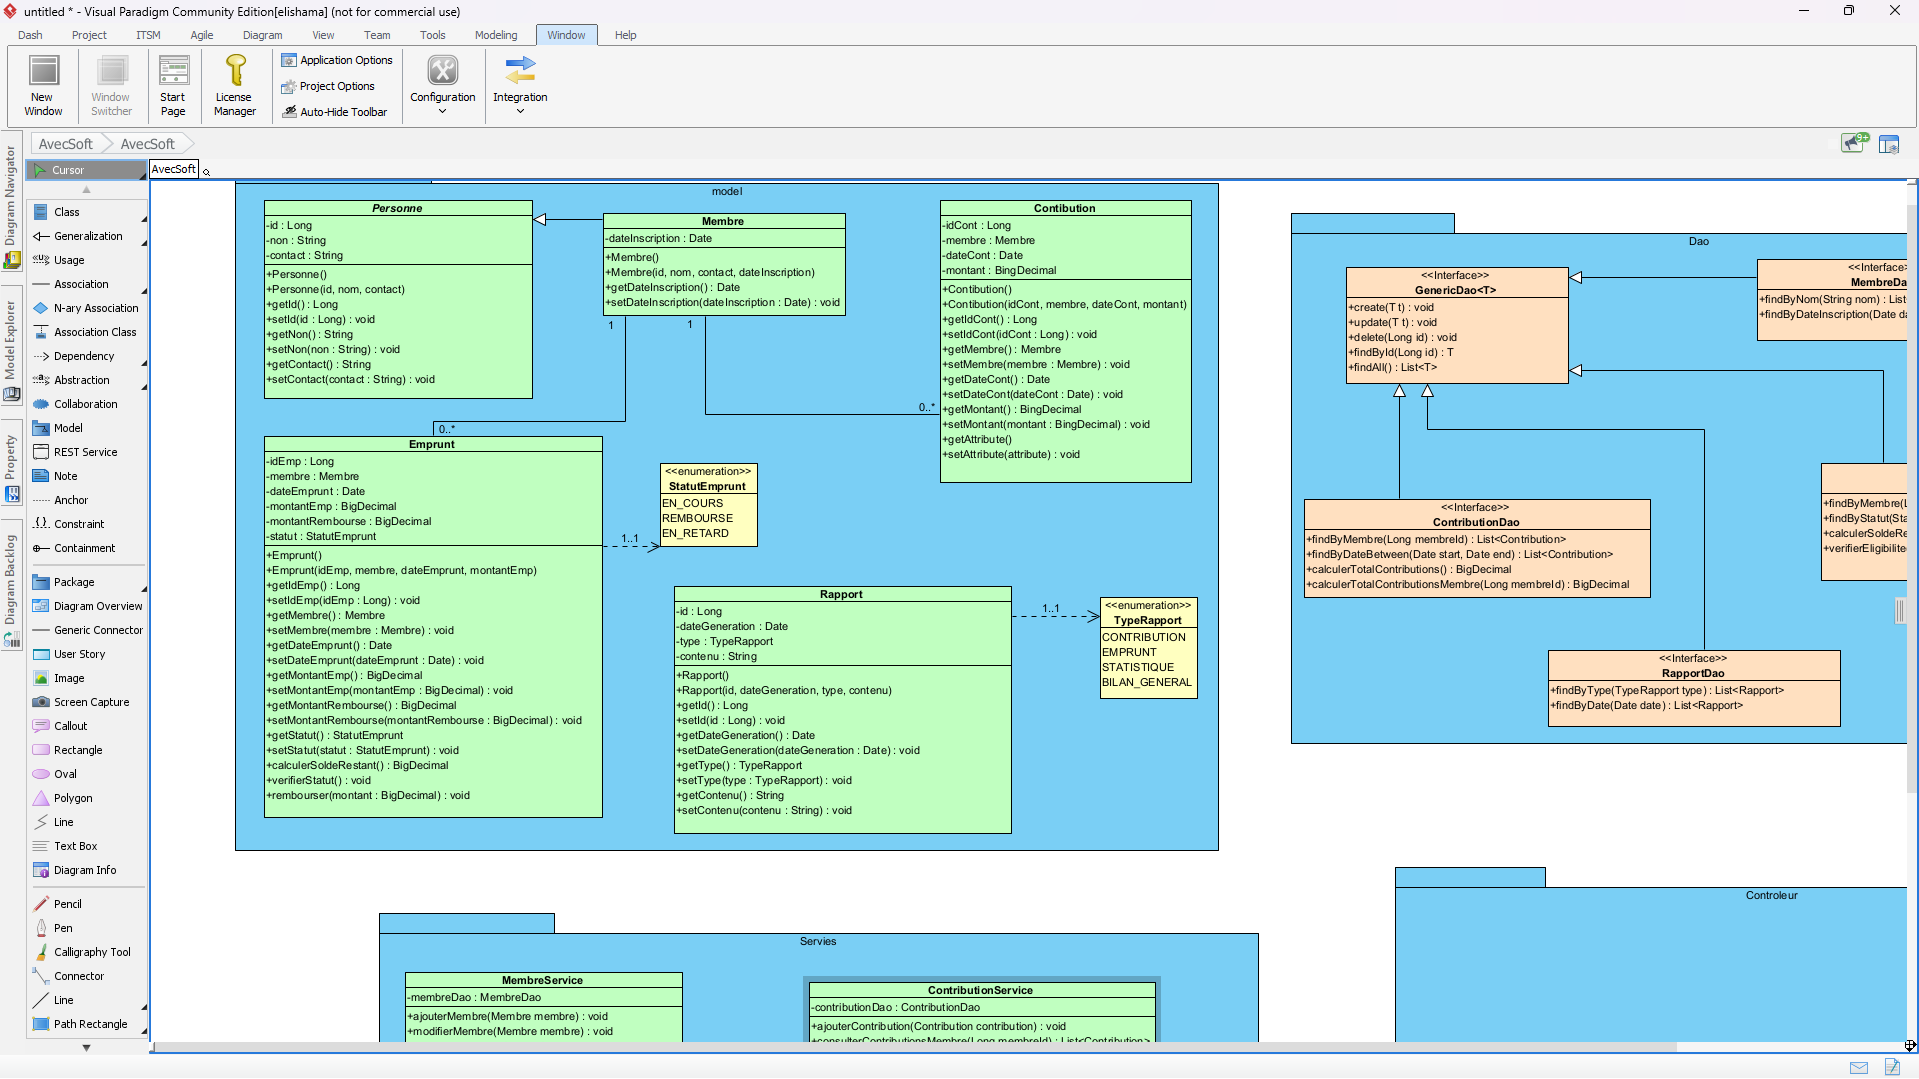 untitled * - Visual Paradigm Community Edition[elishama] (not for commercial use)
Dash
Project
ITSM
Agile
Diagram
View
Team
Tools
Modeling
Window
Help
New Window
Window Switcher
Start Page
License Manager
Application Options
Project Options
Auto-Hide Toolbar
Configuration
Integration
AvecSoft
AvecSoft
9+
Diagram Navigator
Model Explorer
Property
Diagram Backlog
Cursor
Class
Generalization
Usage
Association
N-ary Association
Association Class
Dependency
Abstraction
Collaboration
Model
REST Service
Note
Anchor
Constraint
Containment
Package
Diagram Overview
Generic Connector
User Story
Image
Screen Capture
Callout
Rectangle
Oval
Polygon
Line
Text Box
Diagram Info
Pencil
Pen
Calligraphy Tool
Connector
Line
Path Rectangle
AvecSoft
model
Personne
-id : Long
-non : String
-contact : String
+Personne()
+Personne(id, nom, contact)
+getId() : Long
+setId(id : Long) : void
+getNon() : String
+setNon(non : String) : void
+getContact() : String
+setContact(contact : String) : void
Membre
-dateInscription : Date
+Membre()
+Membre(id, nom, contact, dateInscription)
+getDateInscription() : Date
+setDateInscription(dateInscription : Date) : void
1
1
0..*
0..*
Contibution
-idCont : Long
-membre : Membre
-dateCont : Date
-montant : BingDecimal
+Contibution()
+Contibution(idCont, membre, dateCont, montant)
+getIdCont() : Long
+setIdCont(idCont : Long) : void
+getMembre() : Membre
+setMembre(membre : Membre) : void
+getDateCont() : Date
+setDateCont(dateCont : Date) : void
+getMontant() : BingDecimal
+setMontant(montant : BingDecimal) : void
+getAttribute()
+setAttribute(attribute) : void
Emprunt
-idEmp : Long
-membre : Membre
-dateEmprunt : Date
-montantEmp : BigDecimal
-montantRembourse : BigDecimal
-statut : StatutEmprunt
+Emprunt()
+Emprunt(idEmp, membre, dateEmprunt, montantEmp)
+getIdEmp() : Long
+setIdEmp(idEmp : Long) : void
+getMembre() : Membre
+setMembre(membre : Membre) : void
+getDateEmprunt() : Date
+setDateEmprunt(dateEmprunt : Date) : void
+getMontantEmp() : BigDecimal
+setMontantEmp(montantEmp : BigDecimal) : void
+getMontantRembourse() : BigDecimal
+setMontantRembourse(montantRembourse : BigDecimal) : void
+getStatut() : StatutEmprunt
+setStatut(statut : StatutEmprunt) : void
+calculerSoldeRestant() : BigDecimal
+verifierStatut() : void
+rembourser(montant : BigDecimal) : void
1..1
<<enumeration>>
StatutEmprunt
EN_COURS
REMBOURSE
EN_RETARD
Rapport
-id : Long
-dateGeneration : Date
-type : TypeRapport
-contenu : String
+Rapport()
+Rapport(id, dateGeneration, type, contenu)
+getId() : Long
+setId(id : Long) : void
+getDateGeneration() : Date
+setDateGeneration(dateGeneration : Date) : void
+getType() : TypeRapport
+setType(type : TypeRapport) : void
+getContenu() : String
+setContenu(contenu : String) : void
1..1
<<enumeration>>
TypeRapport
CONTRIBUTION
EMPRUNT
STATISTIQUE
BILAN_GENERAL
Dao
<<Interface>>
GenericDao<T>
+create(T t) : void
+update(T t) : void
+delete(Long id) : void
+findById(Long id) : T
+findAll() : List<T>
<<Interface>
MembreDa
+findByNom(String nom) : List
+findByDateInscription(Date da
<<Interface>>
ContributionDao
+findByMembre(Long membreId) : List<Contribution>
+findByDateBetween(Date start, Date end) : List<Contribution>
+calculerTotalContributions() : BigDecimal
+calculerTotalContributionsMembre(Long membreId) : BigDecimal
+findByMembre(L
+findByStatut(Sta
+calculerSoldeRe
+verifierEligibilite
<<Interface>>
RapportDao
+findByType(TypeRapport type) : List<Rapport>
+findByDate(Date date) : List<Rapport>
Servies
MembreService
-membreDao : MembreDao
+ajouterMembre(Membre membre) : void
+modifierMembre(Membre membre) : void
ContributionService
-contributionDao : ContributionDao
+ajouterContribution(Contribution contribution) : void
+consulterContributionsMembre(Long membreId) : List<Contribution>
Controleur